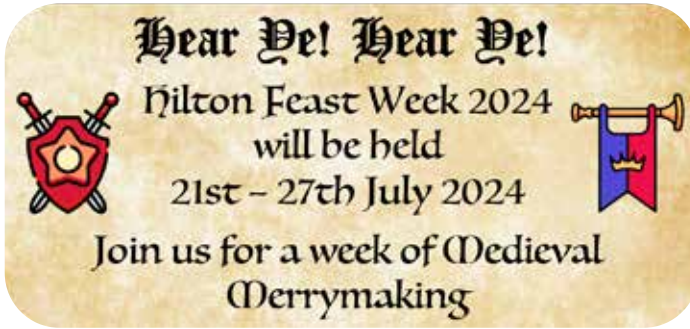 Hear Ye! Hear Ye!
Hilton Feast Week 2024
will be held
21st – 27th July 2024
Join us for a week of Medieval
Merrymaking